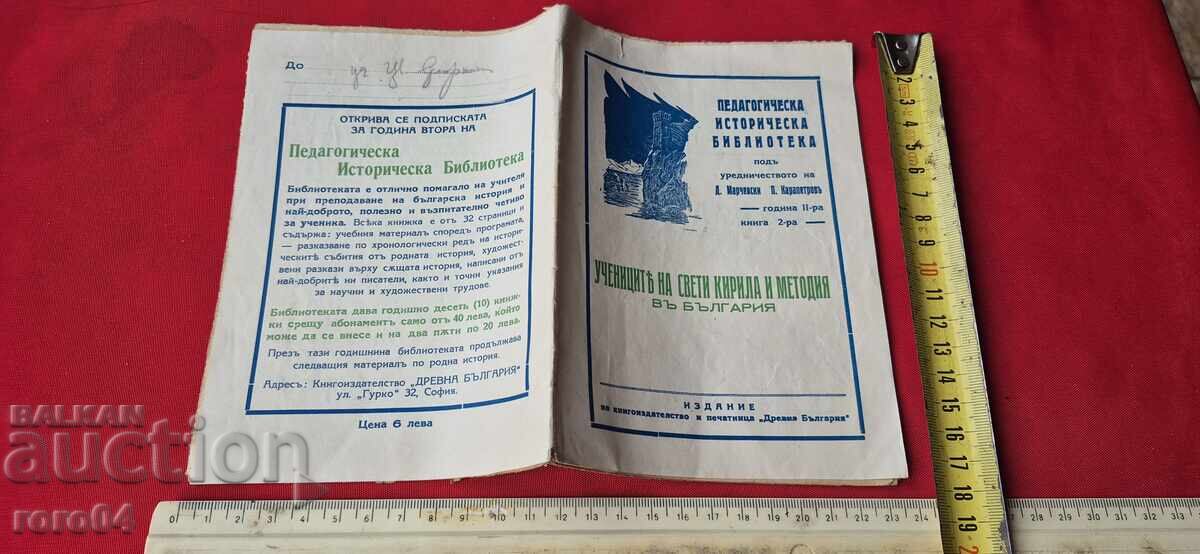 До
ОТКРИВА СЕ ПОДПИСКАТА
ЗА ГОДИНА ВТОРА НА
Педагогическа
Историческа Библиотека
Библиотеката е отлично помагало на учителя
при преподаване на българска история и
най-доброто, полезно и възпитателно четиво
за ученика. Всѣка книжка е отъ 32 страници и
съдържа: учебния материалъ споредъ програмата,
— разказване по хронологически редъ на истори-
ческитѣ събития отъ родната история, художест-
вени разкази върху сѫщата история, написани отъ
най-добритѣ ни писатели, както и точни указания
за научни и художествени трудове.
Библиотеката дава годишно десеть (10) книж-
ки срещу абонаментъ само отъ 40 лева, който
може да се внесе и на два пѫти по 20 лева.
Презъ тази годишнина библиотеката продължава
следващия материалъ по родна история.
Адресъ: Книгоиздателство „ДРЕВНА БЪЛГАРИЯ"
ул. „Гурко" 32, София.
Цена 6 лева
ПЕДАГОГИЧЕСКА
ИСТОРИЧЕСКА
БИБЛИОТЕКА
подъ
уредничеството на
Д. Марчевски П. Карапетровъ
година II-ра
книга 2-ра
УЧЕНИЦИТѢ НА СВЕТИ КИРИЛА И МЕТОДИЯ
ВЪ БЪЛГАРИЯ
ИЗДАНИЕ
на книгоиздателство и печатница „Древна България"
BALKAN
auction
roro04